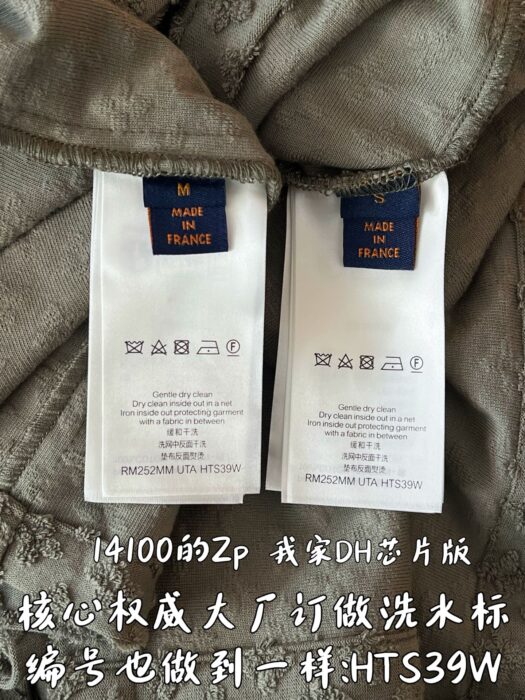 M
MADE
IN
FRANCE
Gentle dry clean
Dry clean inside out in a net
Iron inside out protecting garment
with a fabric in between
缓和干洗
洗网中反面干洗
垫布反面熨烫
RM252MM UTA HTS39W
S
MADE
IN
FRANCE
F
Gentle dry clean
Dry clean inside out in a net
Iron inside out protecting garment
with a fabric in between
缓和干洗
洗网中反面干洗
垫布反面熨烫
RM252MM UTA HTS39W
14100的Zp 我家DH芯片版
核心权威大厂订做洗水标
编号也做到一样:HTS39W